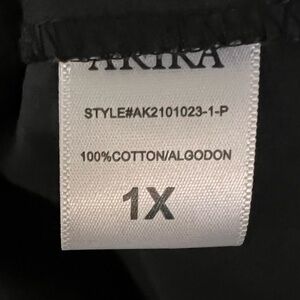 AKIRA
STYLE#AK2101023-1-P
100%COTTON/ALGODON
1X